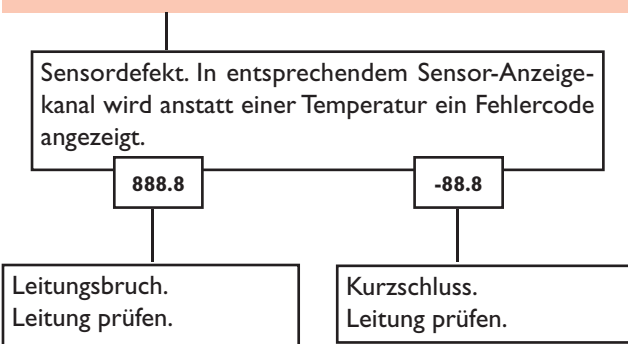 Sensordefekt. In entsprechendem Sensor-Anzeige-
kanal wird anstatt einer Temperatur ein Fehlercode
angezeigt.
888.8
-88.8
Leitungsbruch.
Leitung prüfen.
Kurzschluss.
Leitung prüfen.